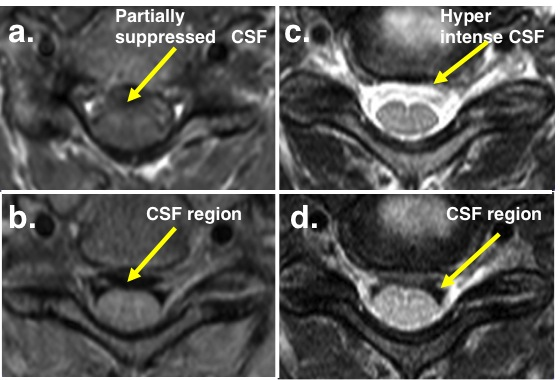 a.
Partially
suppressed CSF
c.
Hyper
intense CSF
b.
CSF region
d.
CSF region